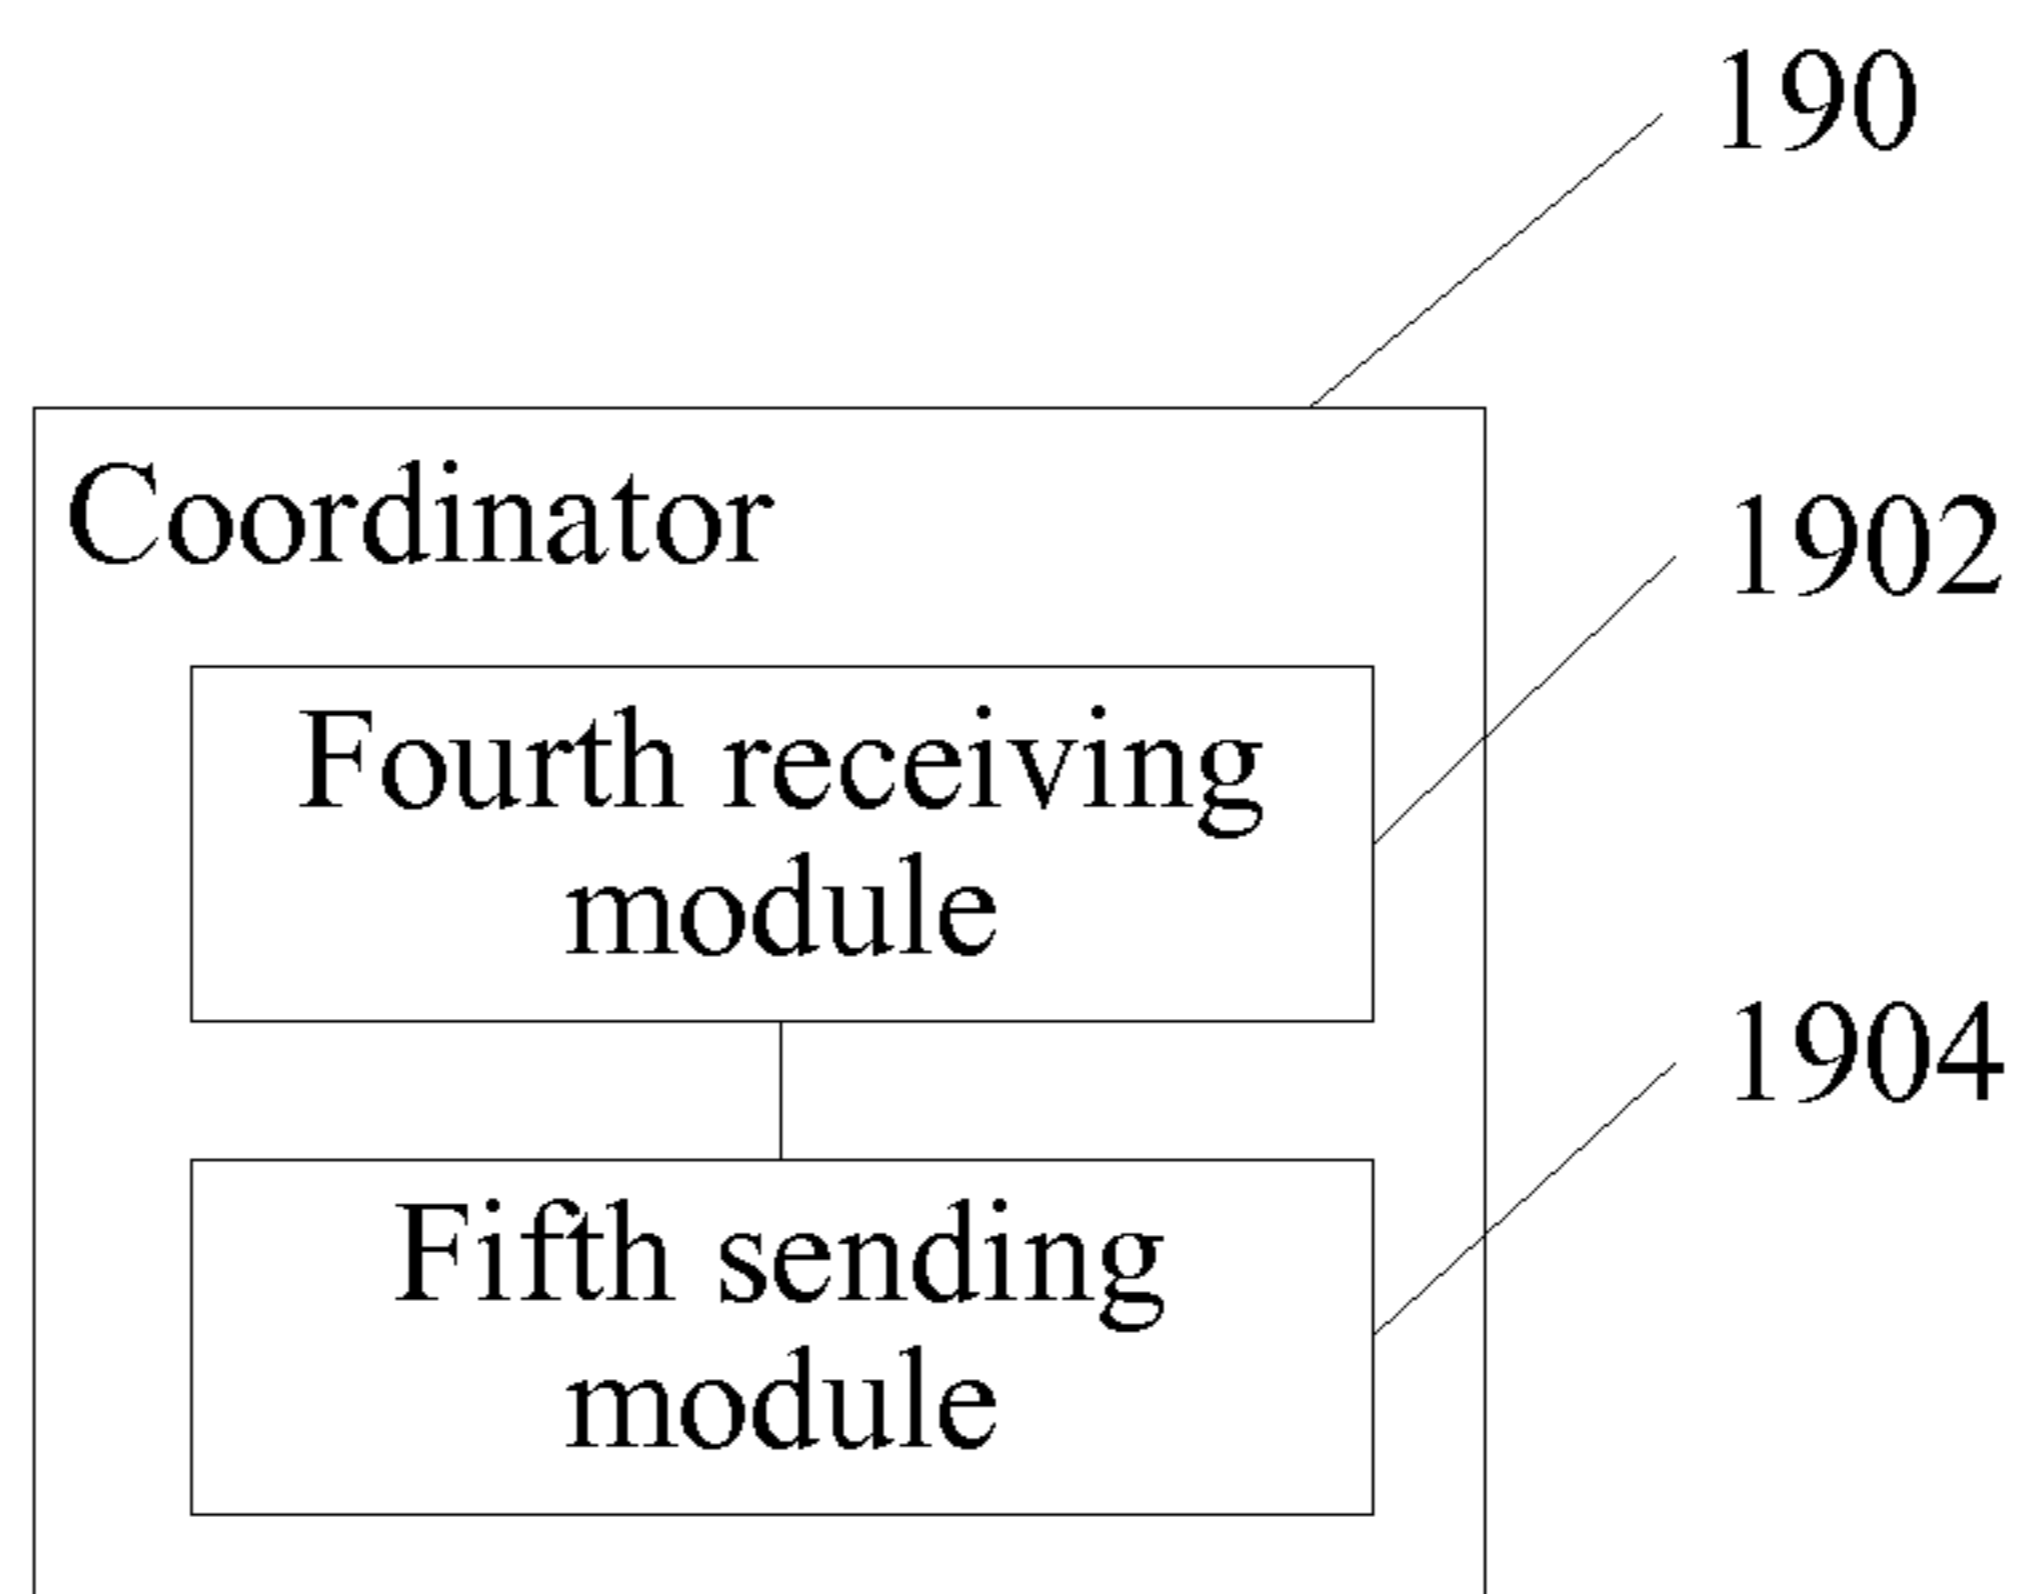 190
Coordinator
1902
Fourth receiving
module
1904
Fifth sending
module